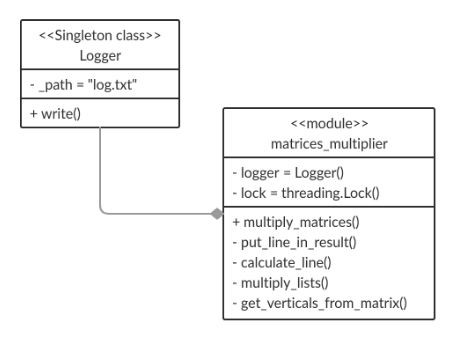 <<Singleton class>>
Logger
- _path = "log.txt"
+ write()
<<module>>
matrices_multiplier
- logger = Logger()
- lock = threading.Lock()
+ multiply_matrices()
- put_line_in_result()
- calculate_line()
- multiply_lists()
- get_verticals_from_matrix()